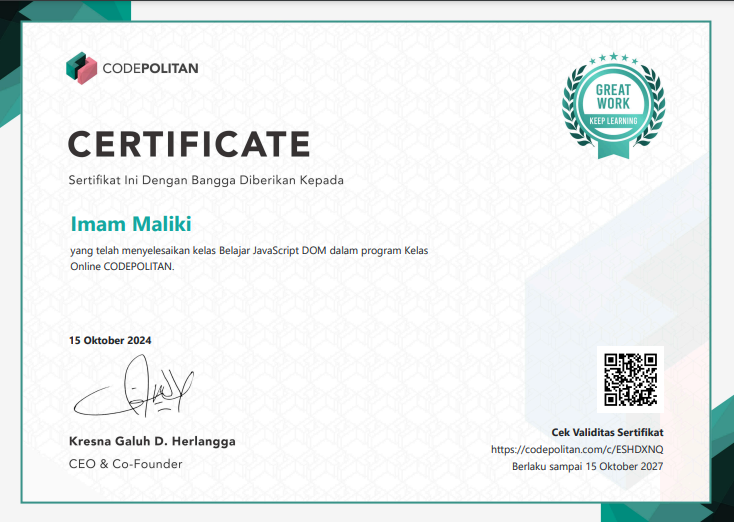 CODEPOLITAN
GREAT
WORK
KEEP LEARNING
CERTIFICATE
Sertifikat Ini Dengan Bangga Diberikan Kepada
Imam Maliki
yang telah menyelesaikan kelas Belajar JavaScript DOM dalam program Kelas
Online CODEPOLITAN.
15 Oktober 2024
Kresna Galuh D. Herlangga
CEO & Co-Founder
Cek Validitas Sertifikat
https://codepolitan.com/c/ESHDXNQ
Berlaku sampai 15 Oktober 2027